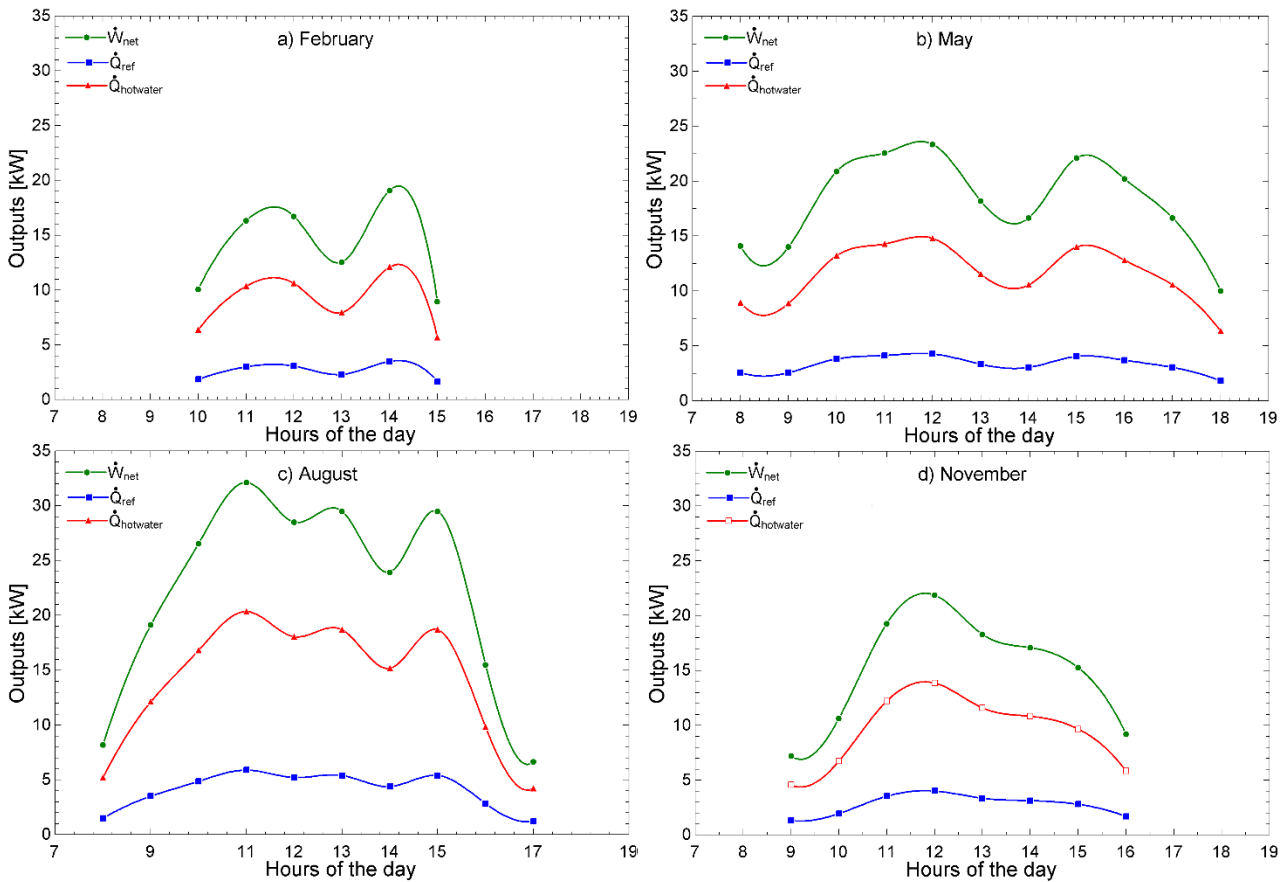 a) February
Ẇnet
Q̇ref
Q̇hotwater
Outputs [kW]
35
30
25
20
15
10
5
0
7 8 9 10 11 12 13 14 15 16 17 19
Hours of the day
b) May
Ẇnet
Q̇ref
Q̇hotwater
Outputs [kW]
35
30
25
20
15
10
5
0
7 8 9 10 11 12 13 14 15 16 17 18 19
Hours of the day
c) August
Ẇnet
Q̇ref
Q̇hotwater
Outputs [kW]
35
30
25
20
15
10
5
0
7 9 11 13 15 17 19
Hours of the day
d) November
Ẇnet
Q̇ref
Q̇hotwater
Outputs [kW]
35
30
25
20
15
10
5
0
7 8 9 10 11 12 13 14 15 16 17 18 19
Hours of the day